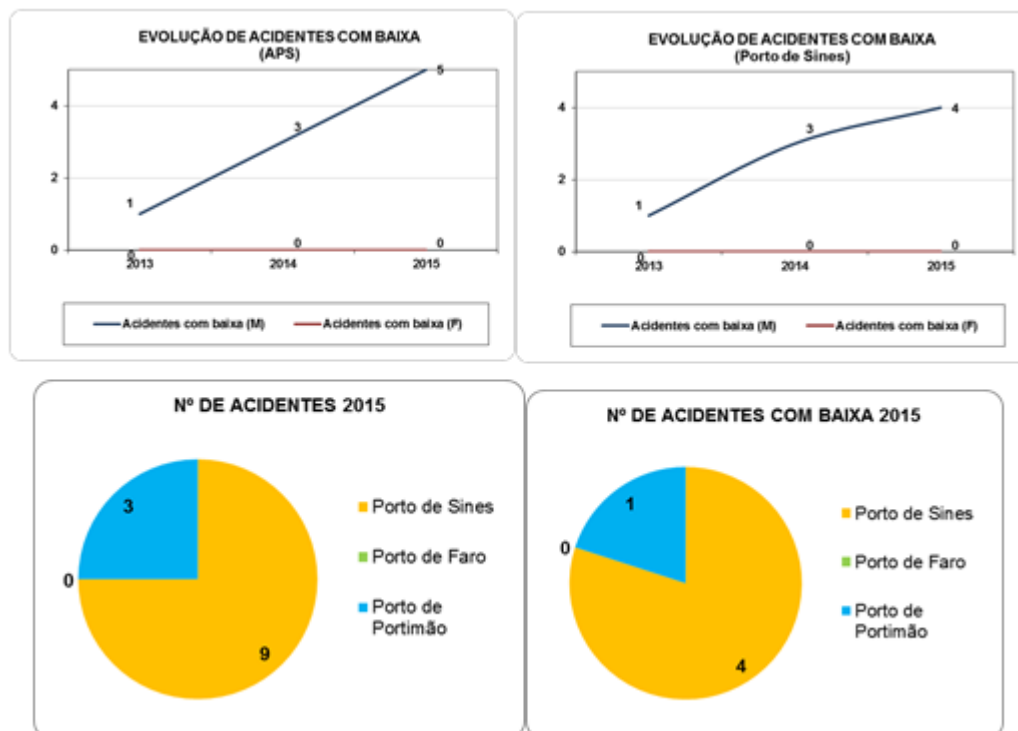 EVOLUÇÃO DE ACIDENTES COM BAIXA
(APS)
4
2
0
1
3
5
0
0
0
2013
2014
2015
Acidentes com baixa (M)
Acidentes com baixa (F)
EVOLUÇÃO DE ACIDENTES COM BAIXA
(Porto de Sines)
4
2
0
1
3
4
0
0
0
2013
2014
2015
Acidentes com baixa (M)
Acidentes com baixa (F)
Nº DE ACIDENTES 2015
3
0
9
Porto de Sines
Porto de Faro
Porto de
Portimão
Nº DE ACIDENTES COM BAIXA 2015
1
0
4
Porto de Sines
Porto de Faro
Porto de
Portimão